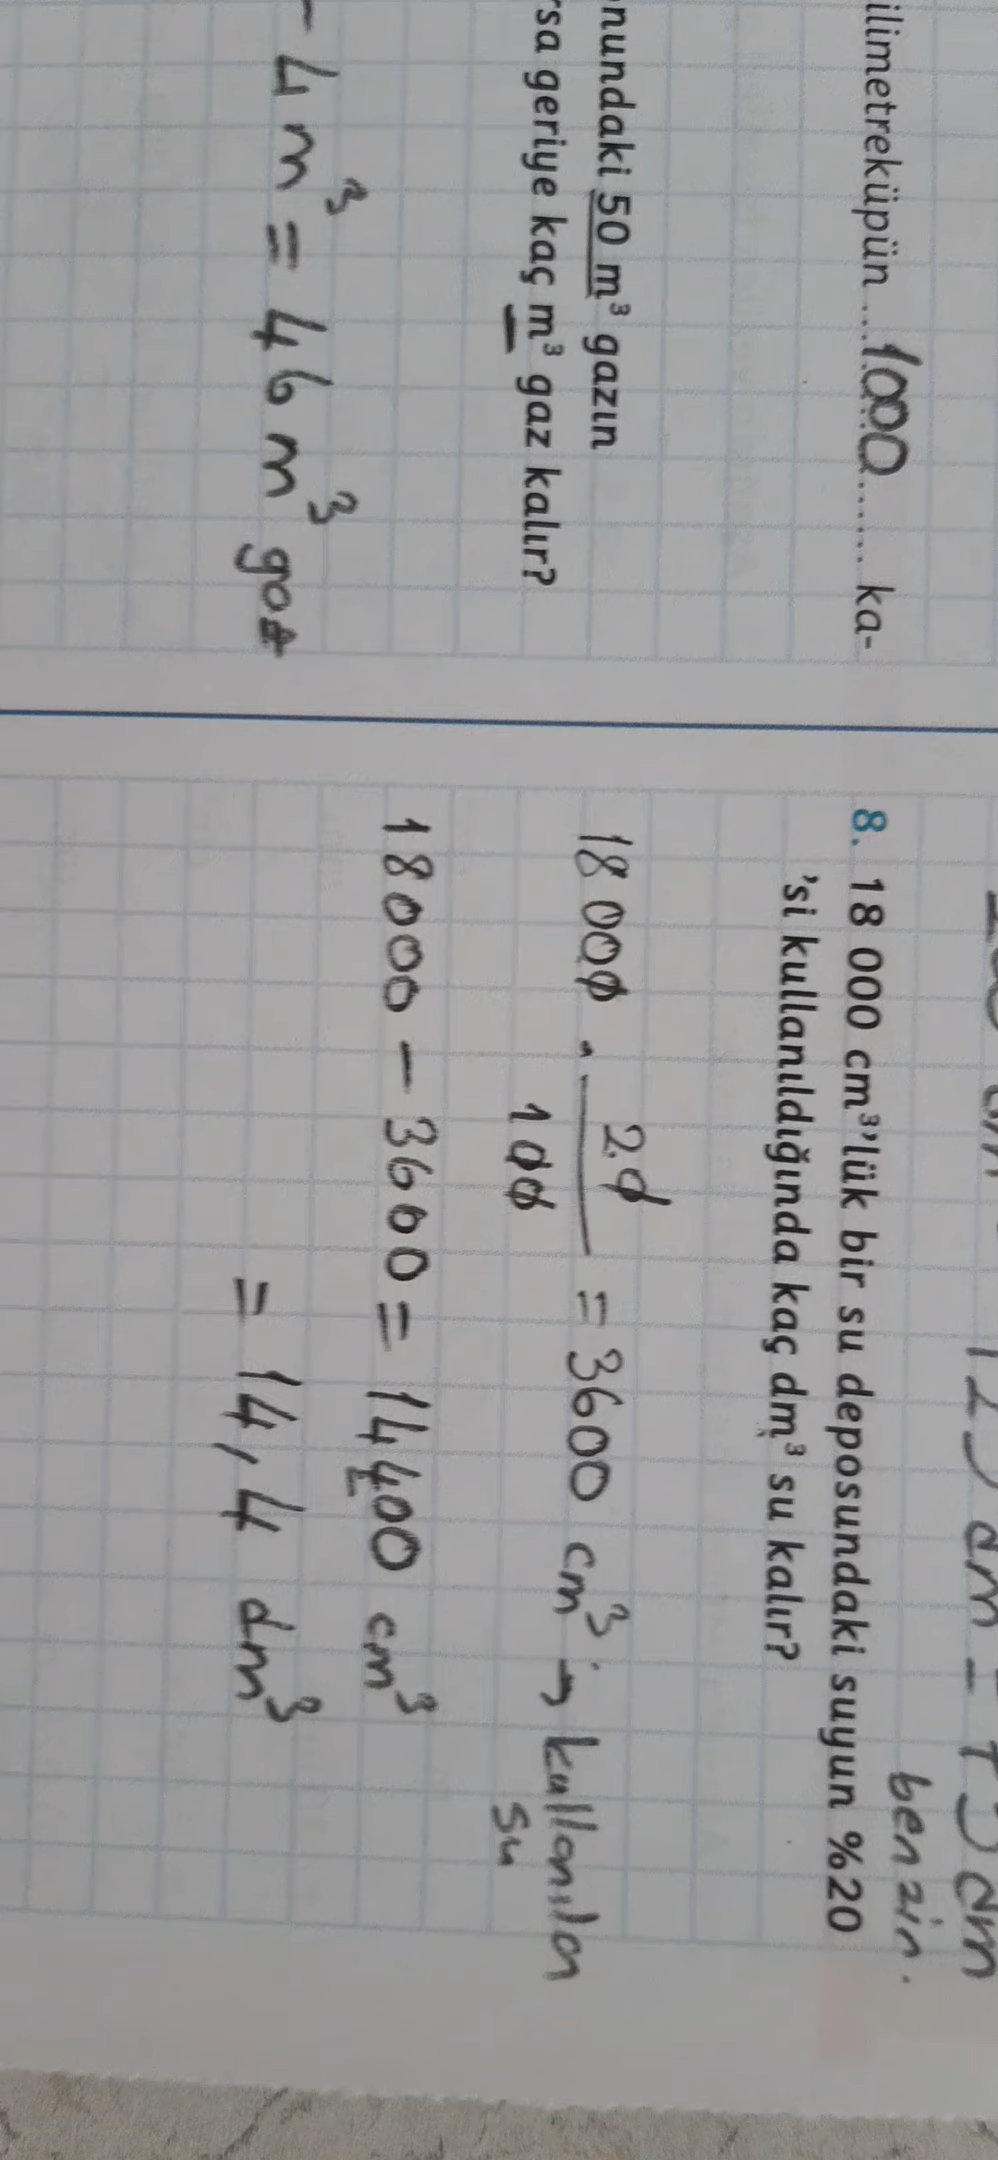 ilimetreküpün ....1000....... ka-
nundaki 50 m³ gazın
rsa geriye kaç m³ gaz kalır?
- 4 m³ = 46 m³ gaz
benzin.
8. 18 000 cm³'lük bir su deposundaki suyun %20
'si kullanıldığında kaç dm³ su kalır?
18 000 . 20/100 = 3600 cm³ → kullanılan
su
18000 - 3600 = 14400 cm³
= 14,4 dm³